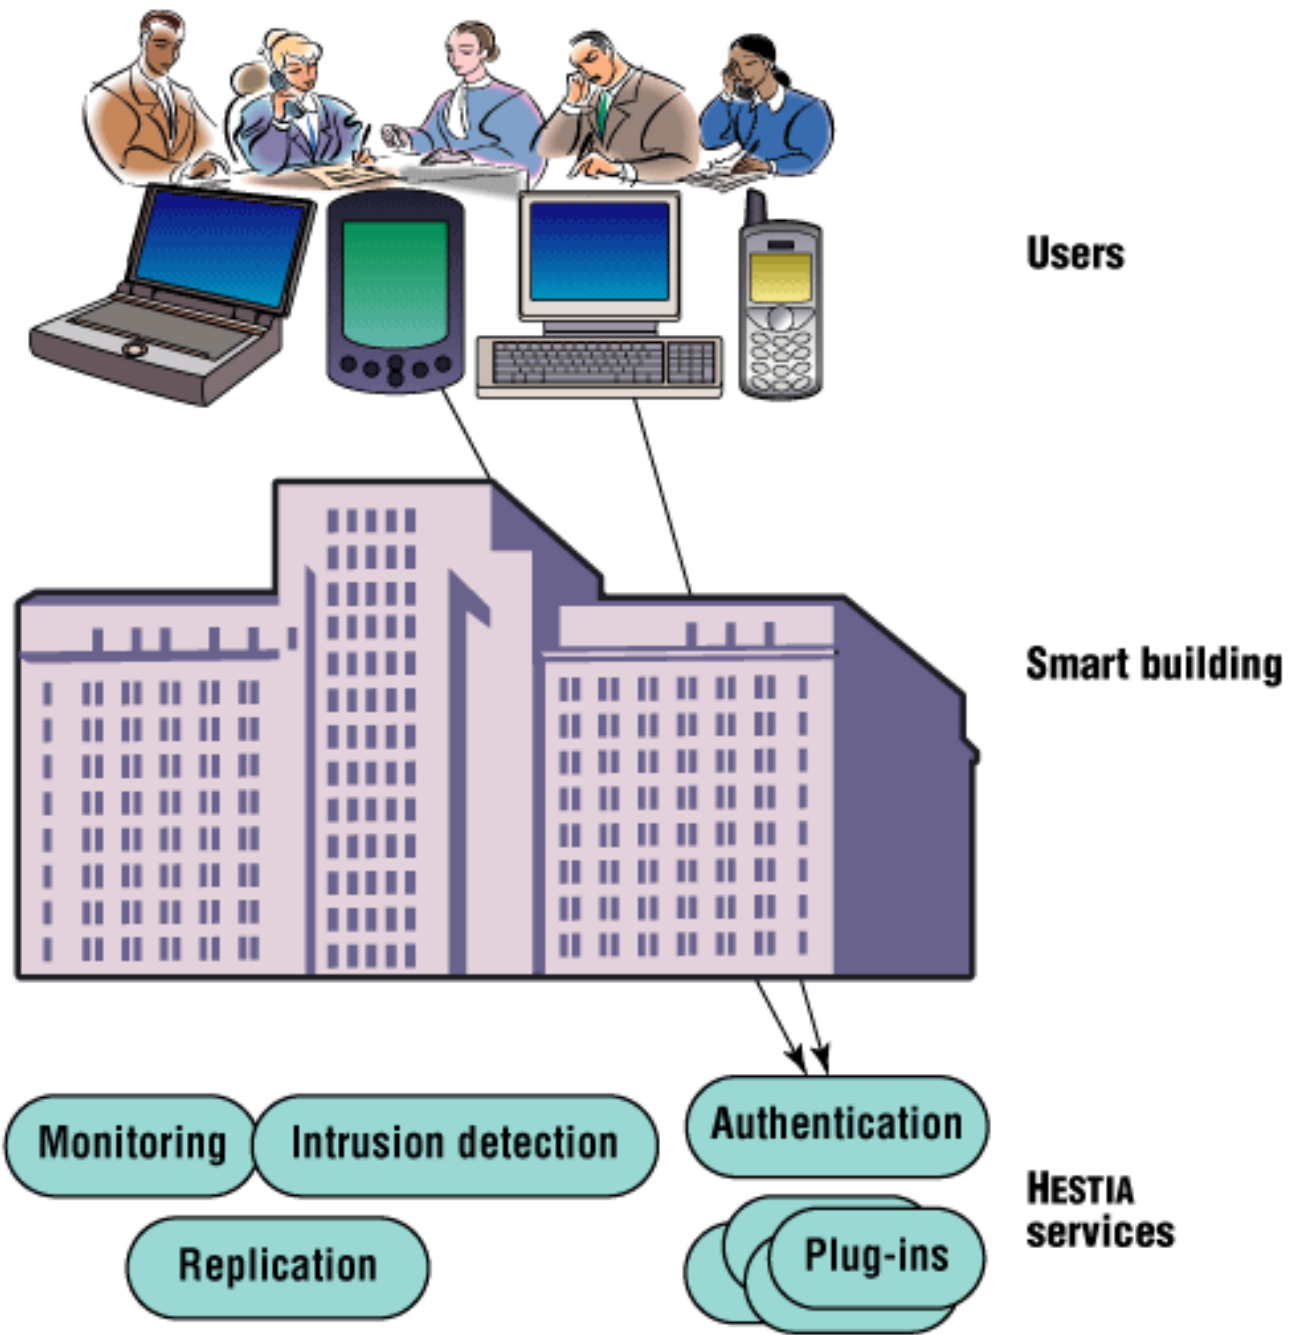 Users
Smart building
Monitoring
Intrusion detection
Authentication
Replication
Plug-ins
HESTIA
services